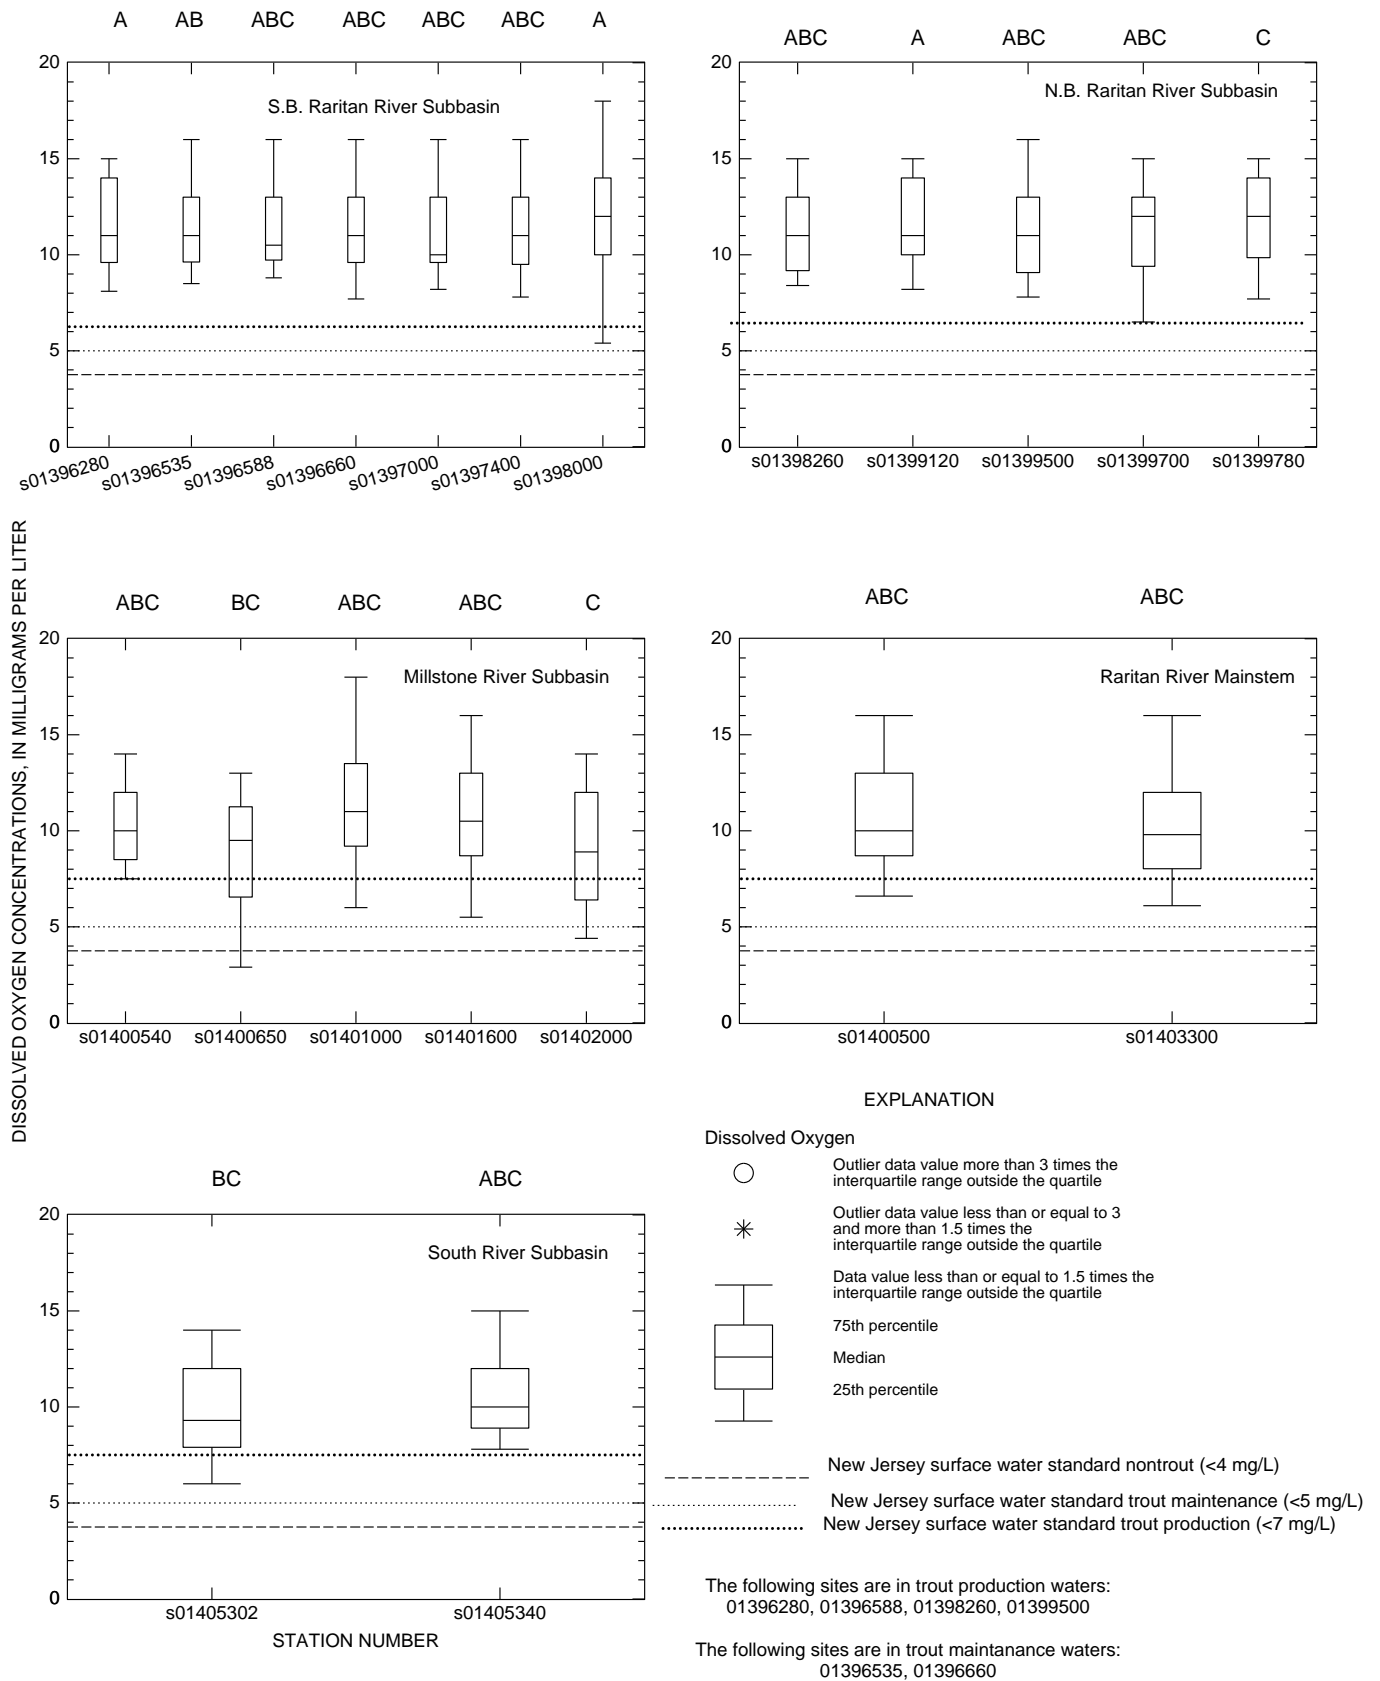 A AB ABC ABC ABC ABC A
ABC A ABC ABC C
S.B. Raritan River Subbasin
20
15
10
5
0
s01396280 s01396535 s01396588 s01396660 s01397000 s01397400 s01398000
N.B. Raritan River Subbasin
20
15
10
5
0
s01398260 s01399120 s01399500 s01399700 s01399780
DISSOLVED OXYGEN CONCENTRATIONS, IN MILLIGRAMS PER LITER
ABC BC ABC ABC C
Millstone River Subbasin
20
15
10
5
0
s01400540 s01400650 s01401000 s01401600 s01402000
ABC ABC
Raritan River Mainstem
20
15
10
5
0
s01400500 s01403300
BC ABC
South River Subbasin
20
15
10
5
0
s01405302 s01405340
STATION NUMBER
EXPLANATION
Dissolved Oxygen
Outlier data value more than 3 times the
interquartile range outside the quartile
Outlier data value less than or equal to 3
and more than 1.5 times the
interquartile range outside the quartile
Data value less than or equal to 1.5 times the
interquartile range outside the quartile
75th percentile
Median
25th percentile
New Jersey surface water standard nontrout (<4 mg/L)
New Jersey surface water standard trout maintenance (<5 mg/L)
New Jersey surface water standard trout production (<7 mg/L)
The following sites are in trout production waters:
01396280, 01396588, 01398260, 01399500
The following sites are in trout maintanance waters:
01396535, 01396660